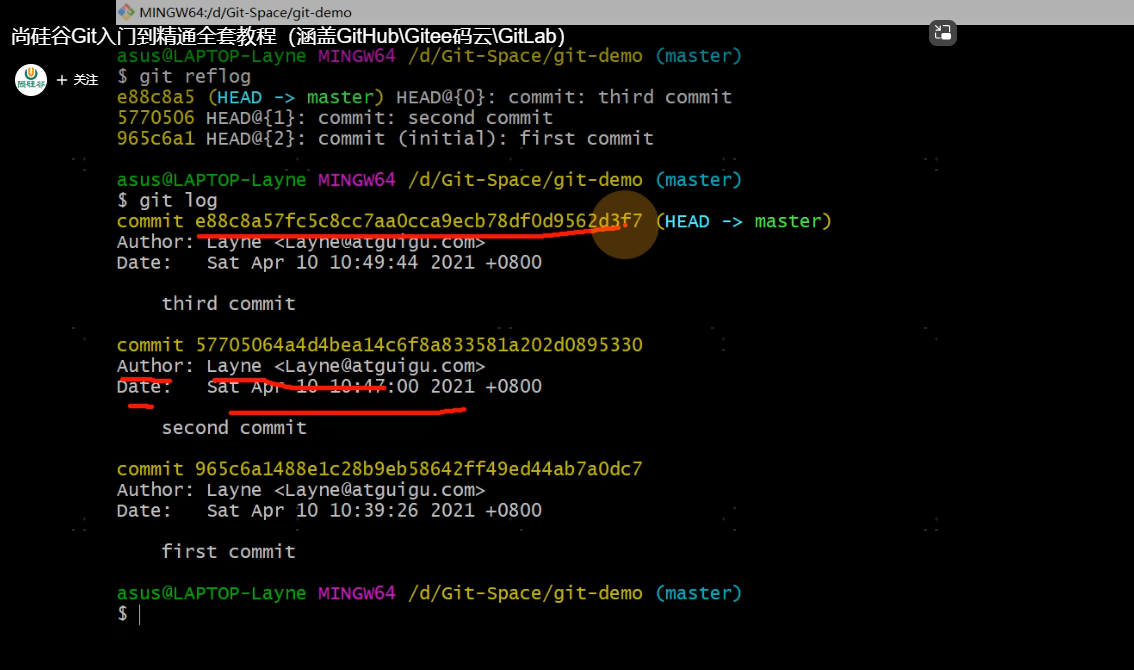 MINGW64:/d/Git-Space/git-demo
尚硅谷Git入门到精通全套教程（涵盖GitHub\Gitee码云\GitLab）
asus@LAPTOP-Layne MINGW64 /d/Git-Space/git-demo (master)
尚硅谷 + 关注
$ git reflog
e88c8a5 (HEAD -> master) HEAD@{0}: commit: third commit
5770506 HEAD@{1}: commit: second commit
965c6a1 HEAD@{2}: commit (initial): first commit
asus@LAPTOP-Layne MINGW64 /d/Git-Space/git-demo (master)
$ git log
commit e88c8a57fc5c8cc7aa0cca9ecb78df0d9562d3f7 (HEAD -> master)
Author: Layne <Layne@atguigu.com>
Date:   Sat Apr 10 10:49:44 2021 +0800
third commit
commit 57705064a4d4bea14c6f8a833581a202d0895330
Author: Layne <Layne@atguigu.com>
Date:   Sat Apr 10 10:47:00 2021 +0800
second commit
commit 965c6a1488e1c28b9eb58642ff49ed44ab7a0dc7
Author: Layne <Layne@atguigu.com>
Date:   Sat Apr 10 10:39:26 2021 +0800
first commit
asus@LAPTOP-Layne MINGW64 /d/Git-Space/git-demo (master)
$